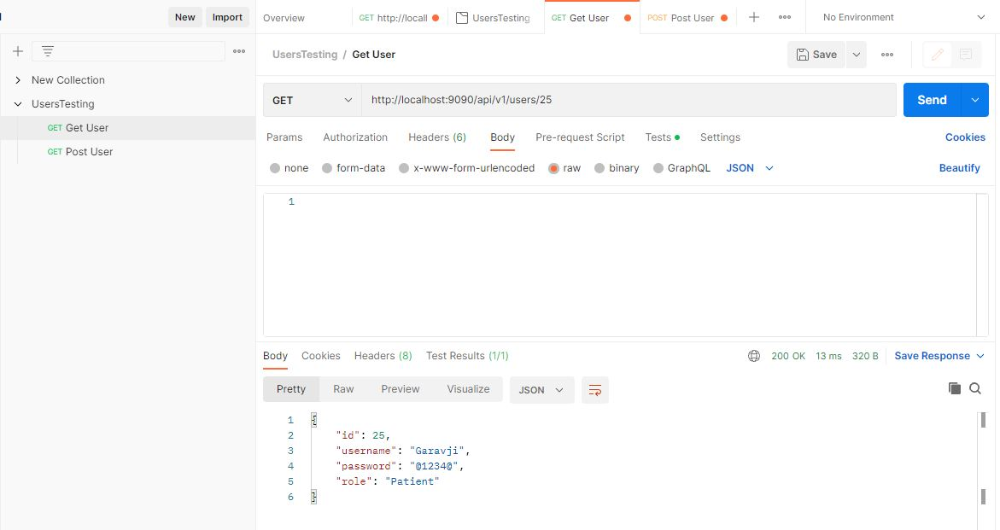 New Import Overview GET http://locall UsersTesting GET Get User POST Post User No Environment
UsersTesting / Get User Save
New Collection
UsersTesting
GET Get User
GET Post User
GET http://localhost:9090/api/v1/users/25 Send
Params Authorization Headers (6) Body Pre-request Script Tests Settings Cookies
none form-data x-www-form-urlencoded raw binary GraphQL JSON Beautify
1
Body Cookies Headers (8) Test Results (1/1) 200 OK 13 ms 320 B Save Response
Pretty Raw Preview Visualize JSON
1 {
2 "id": 25,
3 "username": "Garavji",
4 "password": "@1234@",
5 "role": "Patient"
6 }